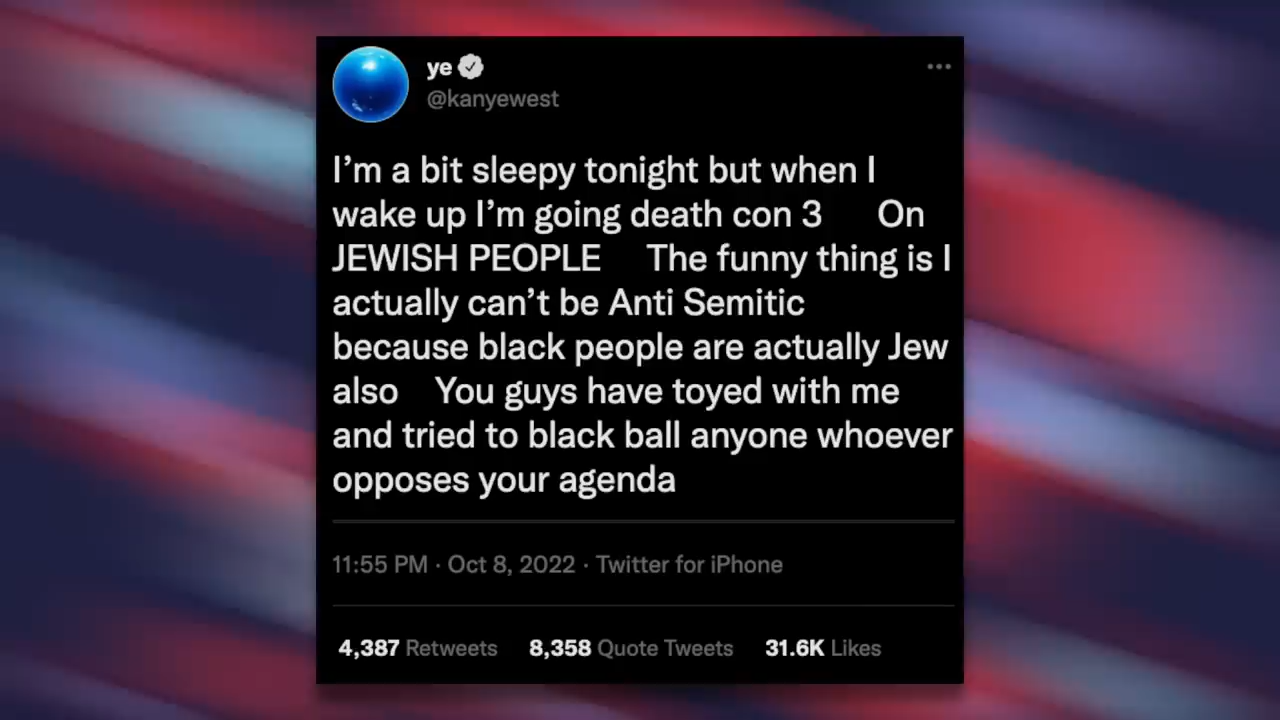 ye
@kanyewest
I’m a bit sleepy tonight but when I
wake up I’m going death con 3 On
JEWISH PEOPLE The funny thing is I
actually can’t be Anti Semitic
because black people are actually Jew
also You guys have toyed with me
and tried to black ball anyone whoever
opposes your agenda
11:55 PM · Oct 8, 2022 · Twitter for iPhone
4,387 Retweets 8,358 Quote Tweets 31.6K Likes